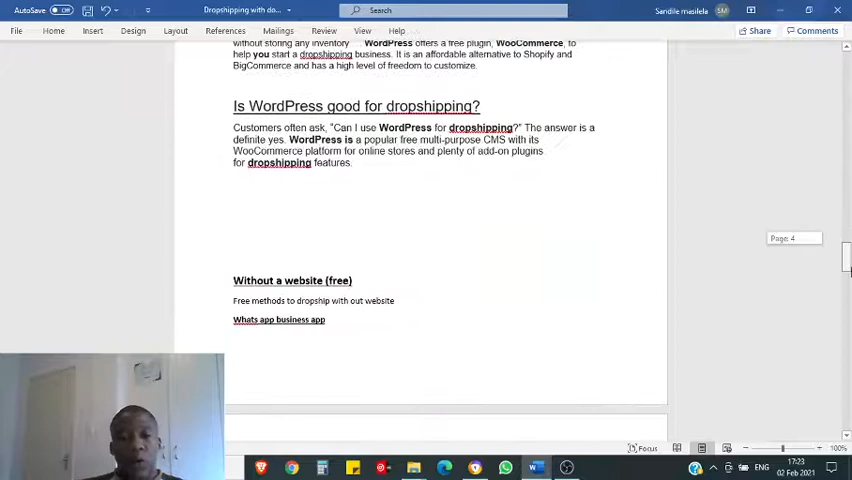 AutoSave Off
Dropshipping with do...
Search
Sandile masilela
SM
File Home Insert Design Layout References Mailings Review View Help
Share
Comments
without storing any inventory ... WordPress offers a free plugin, WooCommerce, to
help you start a dropshipping business. It is an affordable alternative to Shopify and
BigCommerce and has a high level of freedom to customize.
Is WordPress good for dropshipping?
Customers often ask, "Can I use WordPress for dropshipping?" The answer is a
definite yes. WordPress is a popular free multi-purpose CMS with its
WooCommerce platform for online stores and plenty of add-on plugins
for dropshipping features.
Page: 4
Without a website (free)
Free methods to dropship with out website
Whats app business app
Focus
100%
ENG
17:23
02 Feb 2021